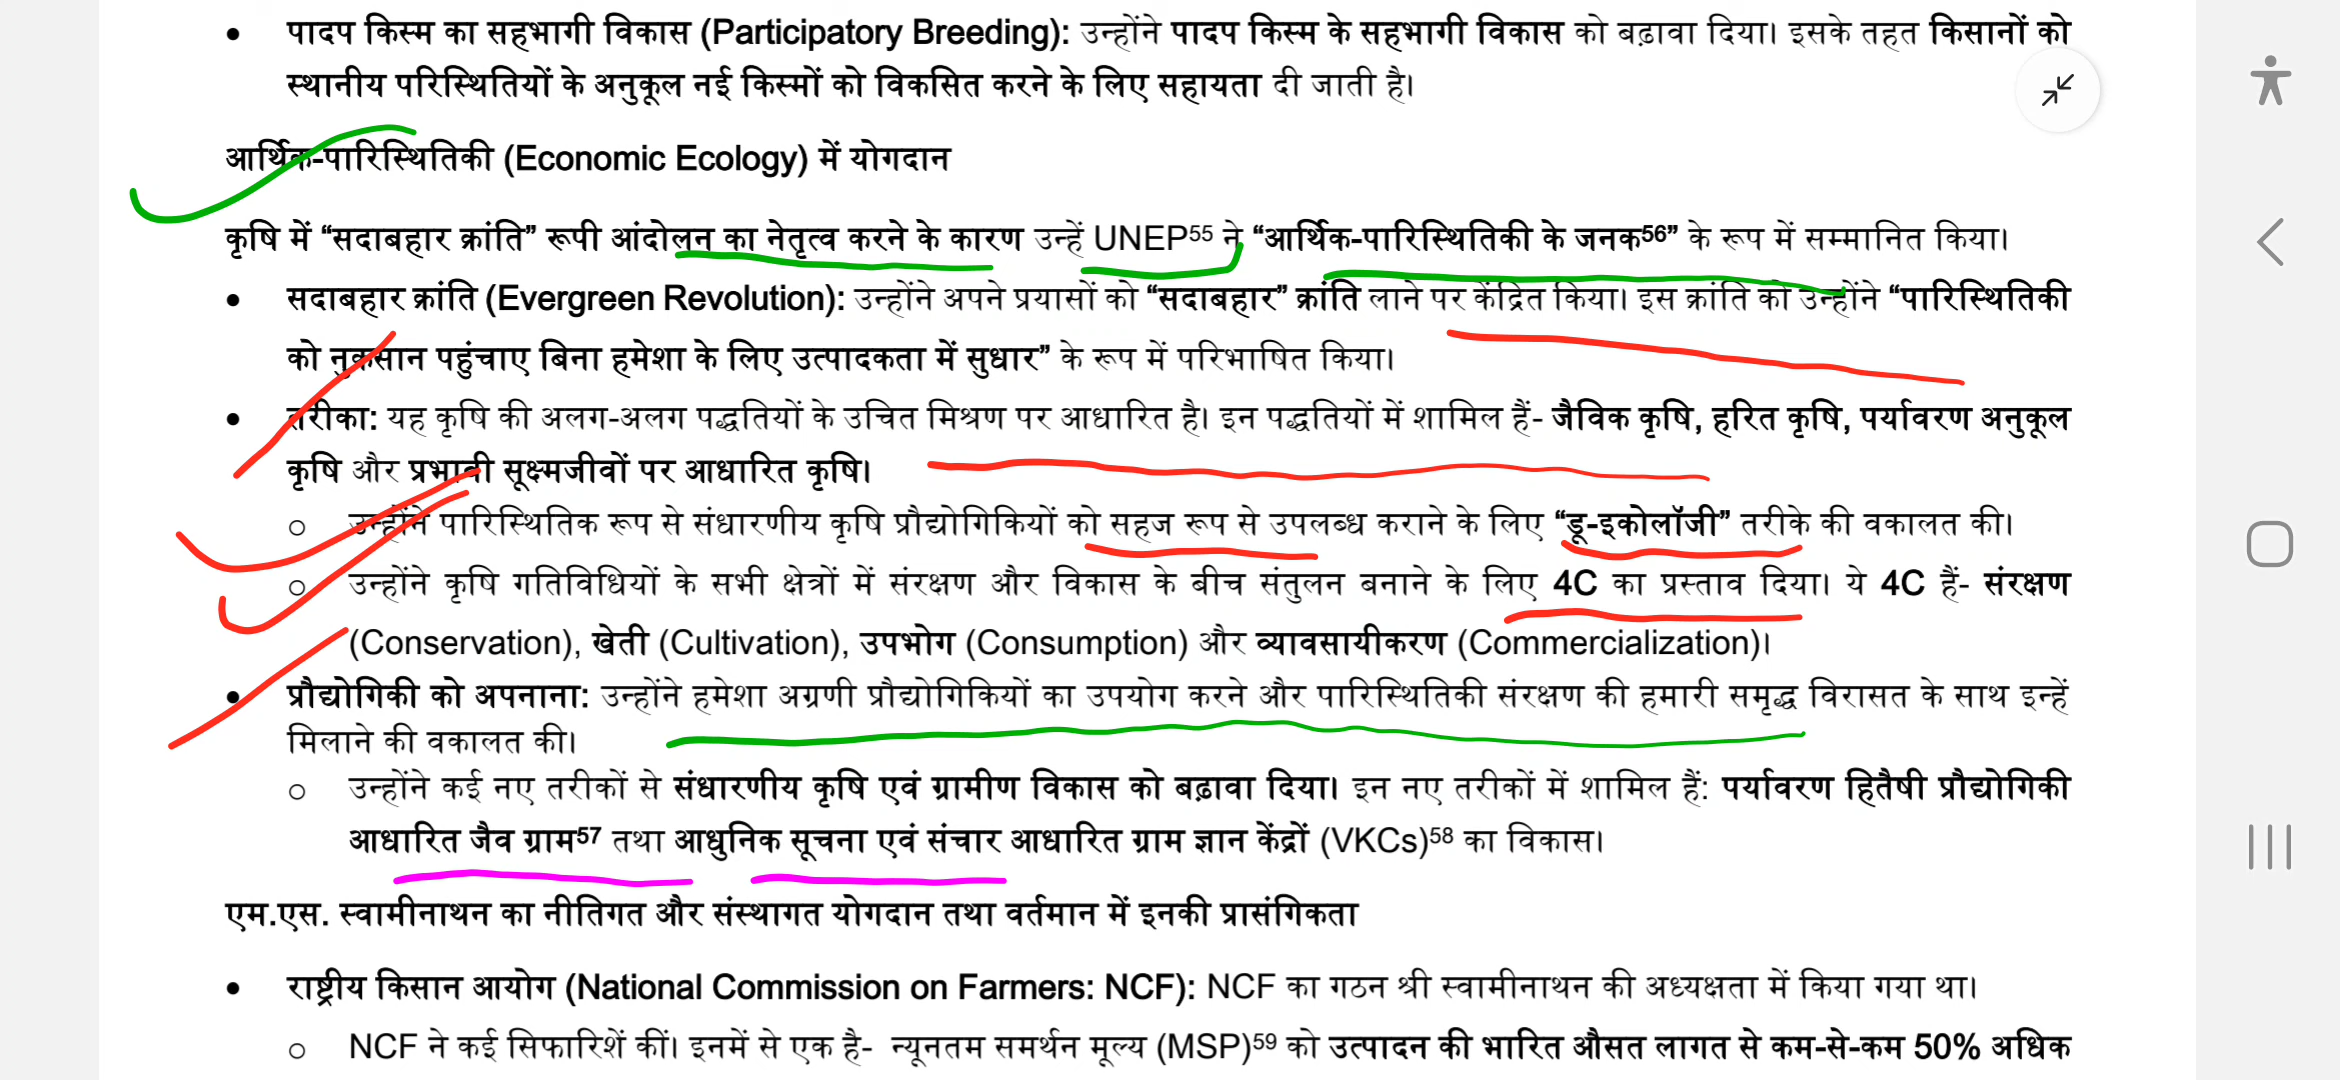 • पादप किस्म का सहभागी विकास (Participatory Breeding): उन्होंने पादप किस्म के सहभागी विकास को बढ़ावा दिया। इसके तहत किसानों को
स्थानीय परिस्थितियों के अनुकूल नई किस्मों को विकसित करने के लिए सहायता दी जाती है।
आर्थिक-पारिस्थितिकी (Economic Ecology) में योगदान
कृषि में “सदाबहार क्रांति” रूपी आंदोलन का नेतृत्व करने के कारण उन्हें UNEP55 ने “आर्थिक-पारिस्थितिकी के जनक56” के रूप में सम्मानित किया।
• सदाबहार क्रांति (Evergreen Revolution): उन्होंने अपने प्रयासों को “सदाबहार” क्रांति लाने पर केंद्रित किया। इस क्रांति को उन्होंने “पारिस्थितिकी
को नुकसान पहुंचाए बिना हमेशा के लिए उत्पादकता में सुधार” के रूप में परिभाषित किया।
• तरीका: यह कृषि की अलग-अलग पद्धतियों के उचित मिश्रण पर आधारित है। इन पद्धतियों में शामिल हैं- जैविक कृषि, हरित कृषि, पर्यावरण अनुकूल
कृषि और प्रभावी सूक्ष्मजीवों पर आधारित कृषि।
○ उन्होंने पारिस्थितिक रूप से संधारणीय कृषि प्रौद्योगिकियों को सहज रूप से उपलब्ध कराने के लिए “डू-इकोलॉजी” तरीके की वकालत की।
○ उन्होंने कृषि गतिविधियों के सभी क्षेत्रों में संरक्षण और विकास के बीच संतुलन बनाने के लिए 4C का प्रस्ताव दिया। ये 4C हैं- संरक्षण
(Conservation), खेती (Cultivation), उपभोग (Consumption) और व्यावसायीकरण (Commercialization)।
• प्रौद्योगिकी को अपनाना: उन्होंने हमेशा अग्रणी प्रौद्योगिकियों का उपयोग करने और पारिस्थितिकी संरक्षण की हमारी समृद्ध विरासत के साथ इन्हें
मिलाने की वकालत की।
○ उन्होंने कई नए तरीकों से संधारणीय कृषि एवं ग्रामीण विकास को बढ़ावा दिया। इन नए तरीकों में शामिल हैं: पर्यावरण हितैषी प्रौद्योगिकी
आधारित जैव ग्राम57 तथा आधुनिक सूचना एवं संचार आधारित ग्राम ज्ञान केंद्रों (VKCs)58 का विकास।
एम.एस. स्वामीनाथन का नीतिगत और संस्थागत योगदान तथा वर्तमान में इनकी प्रासंगिकता
• राष्ट्रीय किसान आयोग (National Commission on Farmers: NCF): NCF का गठन श्री स्वामीनाथन की अध्यक्षता में किया गया था।
○ NCF ने कई सिफारिशें कीं। इनमें से एक है- न्यूनतम समर्थन मूल्य (MSP)59 को उत्पादन की भारित औसत लागत से कम-से-कम 50% अधिक